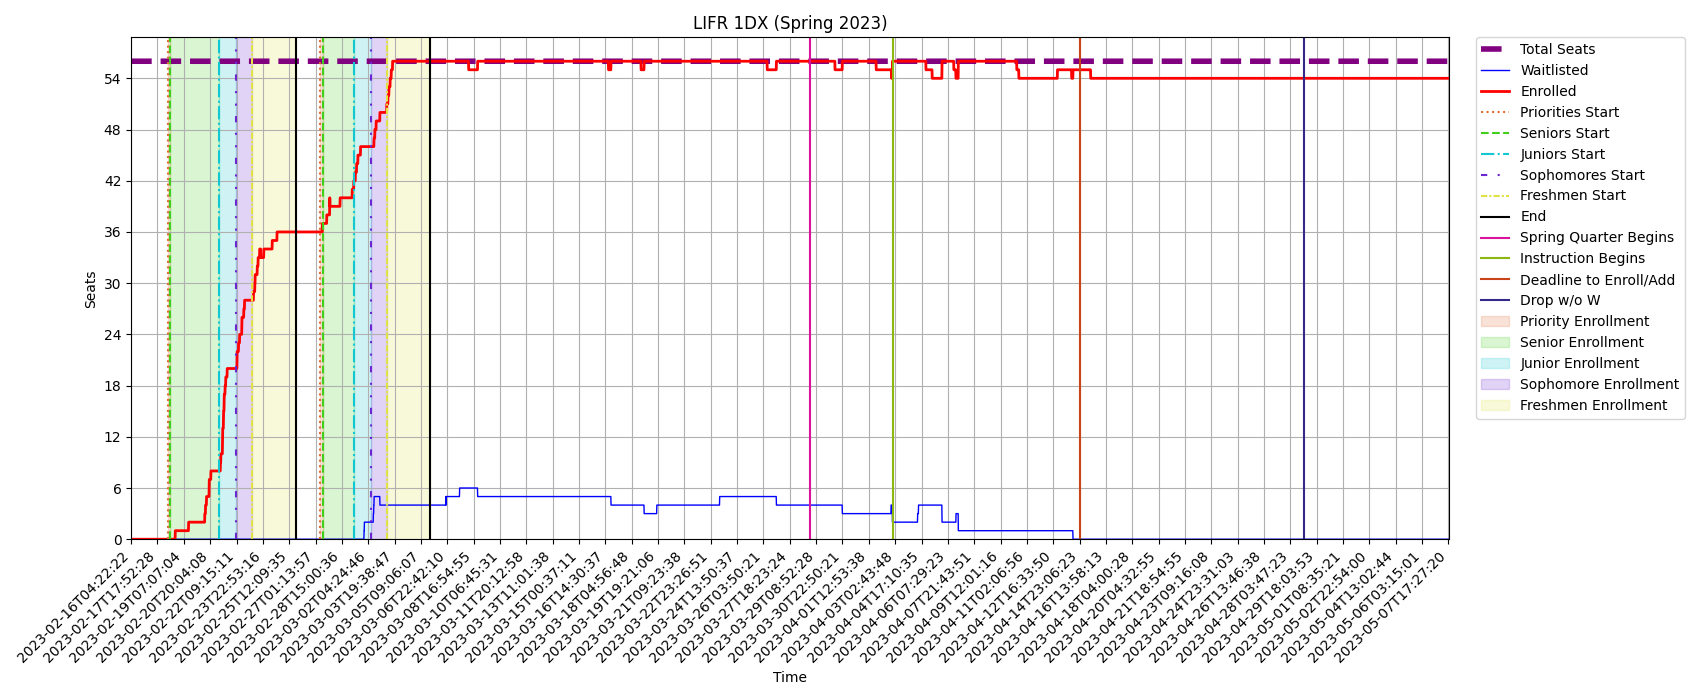 LIFR 1DX (Spring 2023)
Seats
54
48
42
36
30
24
18
12
6
0
2023-02-16T04:22:22
2023-02-17T17:52:28
2023-02-19T07:07:04
2023-02-20T20:04:08
2023-02-22T09:15:11
2023-02-23T22:53:16
2023-02-25T12:09:35
2023-02-27T01:13:57
2023-02-28T15:00:36
2023-03-02T04:24:46
2023-03-03T19:38:47
2023-03-05T09:06:07
2023-03-06T22:42:10
2023-03-08T16:54:55
2023-03-10T06:45:31
2023-03-11T20:12:58
2023-03-13T11:01:38
2023-03-15T00:37:11
2023-03-16T14:30:37
2023-03-18T04:56:48
2023-03-19T19:21:06
2023-03-21T09:23:38
2023-03-22T23:26:51
2023-03-24T13:50:37
2023-03-26T03:50:21
2023-03-27T18:23:24
2023-03-29T08:52:28
2023-03-30T22:50:21
2023-04-01T12:53:38
2023-04-03T02:43:48
2023-04-04T17:10:35
2023-04-06T07:29:23
2023-04-07T21:43:51
2023-04-09T12:01:16
2023-04-11T02:06:56
2023-04-12T16:33:50
2023-04-14T23:06:23
2023-04-16T13:58:13
2023-04-18T04:00:28
2023-04-20T04:32:55
2023-04-21T18:54:55
2023-04-23T09:16:08
2023-04-24T23:31:03
2023-04-26T13:46:38
2023-04-28T03:47:23
2023-04-29T18:03:53
2023-05-01T08:35:21
2023-05-02T22:54:00
2023-05-04T13:02:44
2023-05-06T03:15:01
2023-05-07T17:27:20
Time
Total Seats
Waitlisted
Enrolled
Priorities Start
Seniors Start
Juniors Start
Sophomores Start
Freshmen Start
End
Spring Quarter Begins
Instruction Begins
Deadline to Enroll/Add
Drop w/o W
Priority Enrollment
Senior Enrollment
Junior Enrollment
Sophomore Enrollment
Freshmen Enrollment